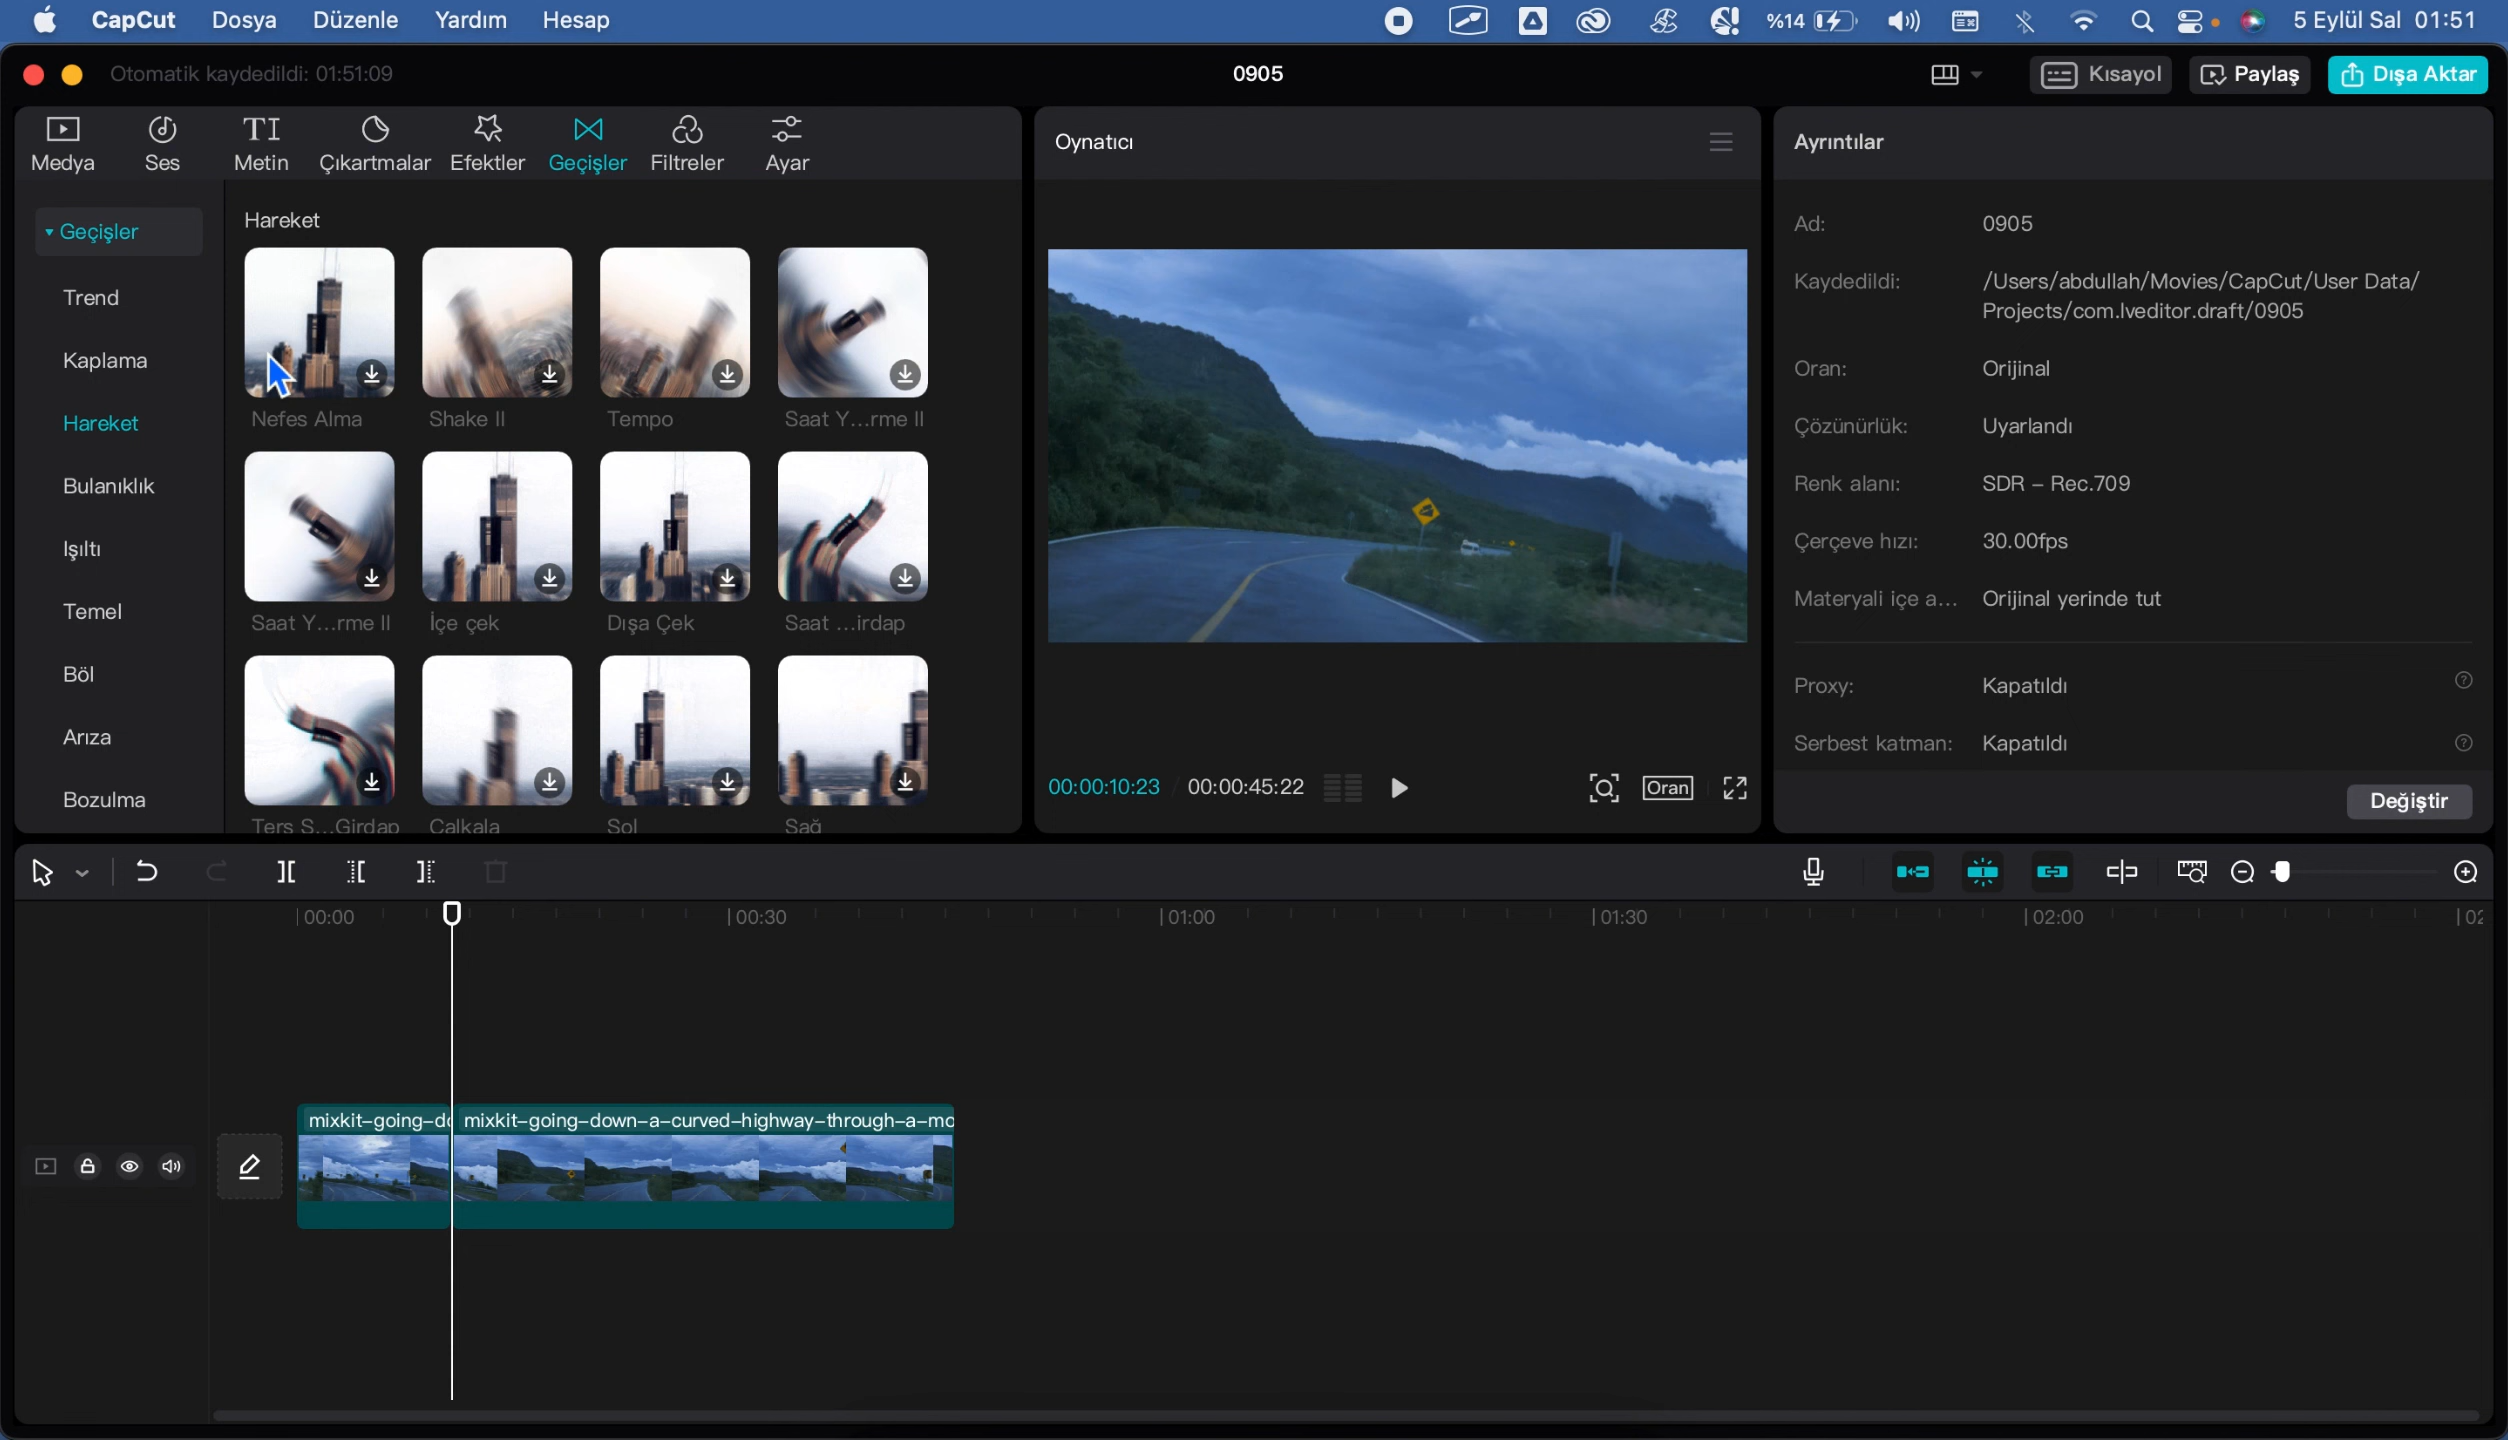 CapCut Dosya Düzenle Yardım Hesap %14 5 Eylül Sal 01:51
Otomatik kaydedildi: 01:51:09 0905 Kısayol Paylaş Dışa Aktar
Medya Ses Metin Çıkartmalar Efektler Geçişler Filtreler Ayar
Geçişler
Trend
Kaplama
Hareket
Bulanıklık
Işıltı
Temel
Böl
Arıza
Bozulma
Hareket
Nefes Alma Shake II Tempo Saat Y...rme II
Saat Y...rme II İçe çek Dışa Çek Saat ...irdap
Ters S...Girdap Çalkala Sol Sağ
Oynatıcı
00:00:10:23 00:00:45:22 Oran
Ayrıntılar
Ad: 0905
Kaydedildi: /Users/abdullah/Movies/CapCut/User Data/
Projects/com.lveditor.draft/0905
Oran: Orijinal
Çözünürlük: Uyarlandı
Renk alanı: SDR – Rec.709
Çerçeve hızı: 30.00fps
Materyali içe a... Orijinal yerinde tut
Proxy: Kapatıldı
Serbest katman: Kapatıldı
Değiştir
00:00 00:30 01:00 01:30 02:00 02
mixkit-going-do mixkit-going-down-a-curved-highway-through-a-mo